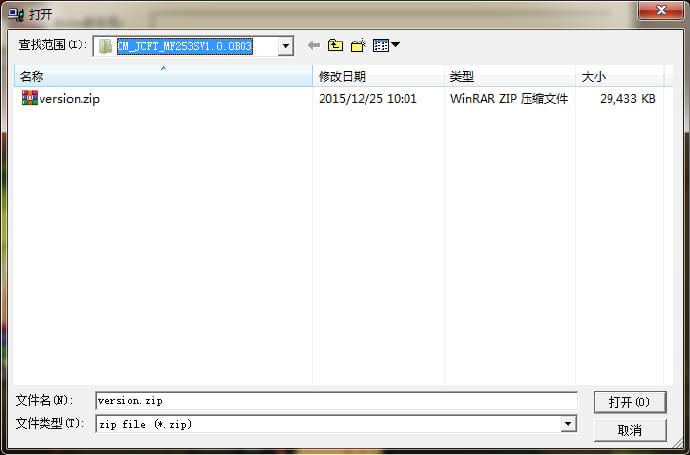 打开
查找范围(I):
CM_JCFT_MF253SV1.0.0B03
名称
修改日期
类型
大小
version.zip
2015/12/25 10:01
WinRAR ZIP 压缩文件
29,433 KB
文件名(N):
version.zip
打开(O)
文件类型(T):
zip file (*.zip)
取消